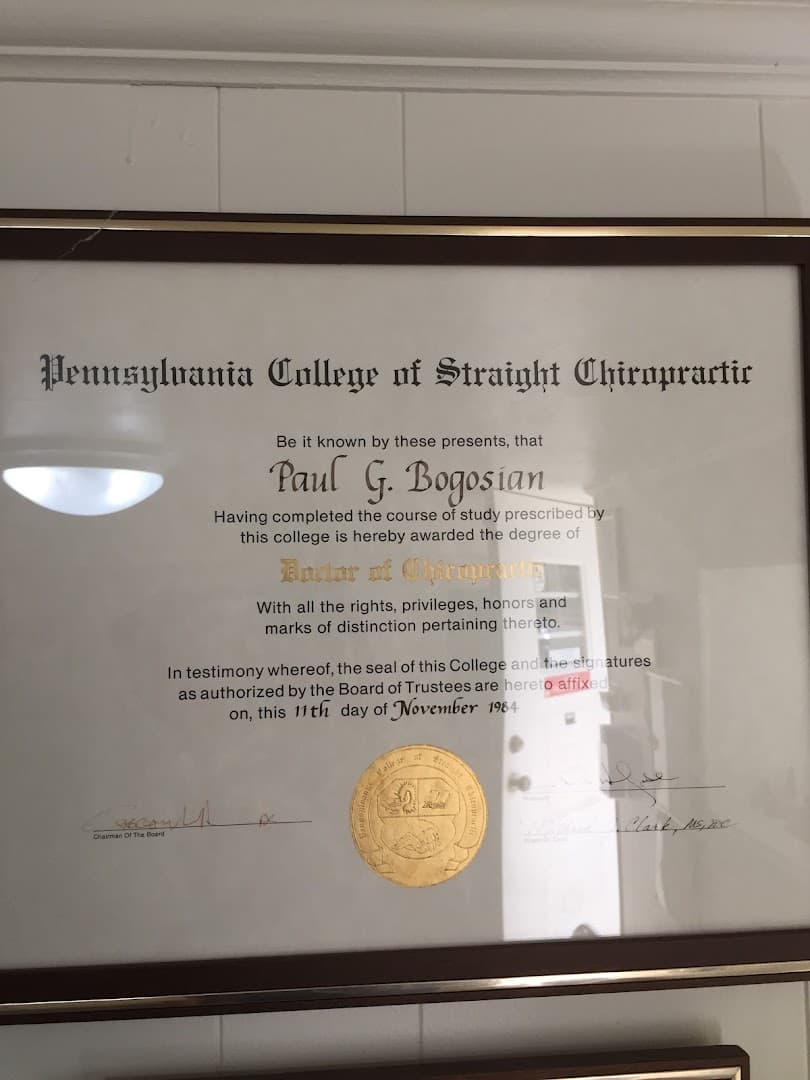 Pennsylvania College of Straight Chiropractic
Be it known by these presents, that
Paul G. Bogosian
Having completed the course of study prescribed by
this college is hereby awarded the degree of
Doctor of Chiropractic
With all the rights, privileges, honors and
marks of distinction pertaining thereto.
In testimony whereof, the seal of this College and the signatures
as authorized by the Board of Trustees are hereto affixed
on, this 11th day of November 1984
Chairman Of The Board
Clark, MS, DC